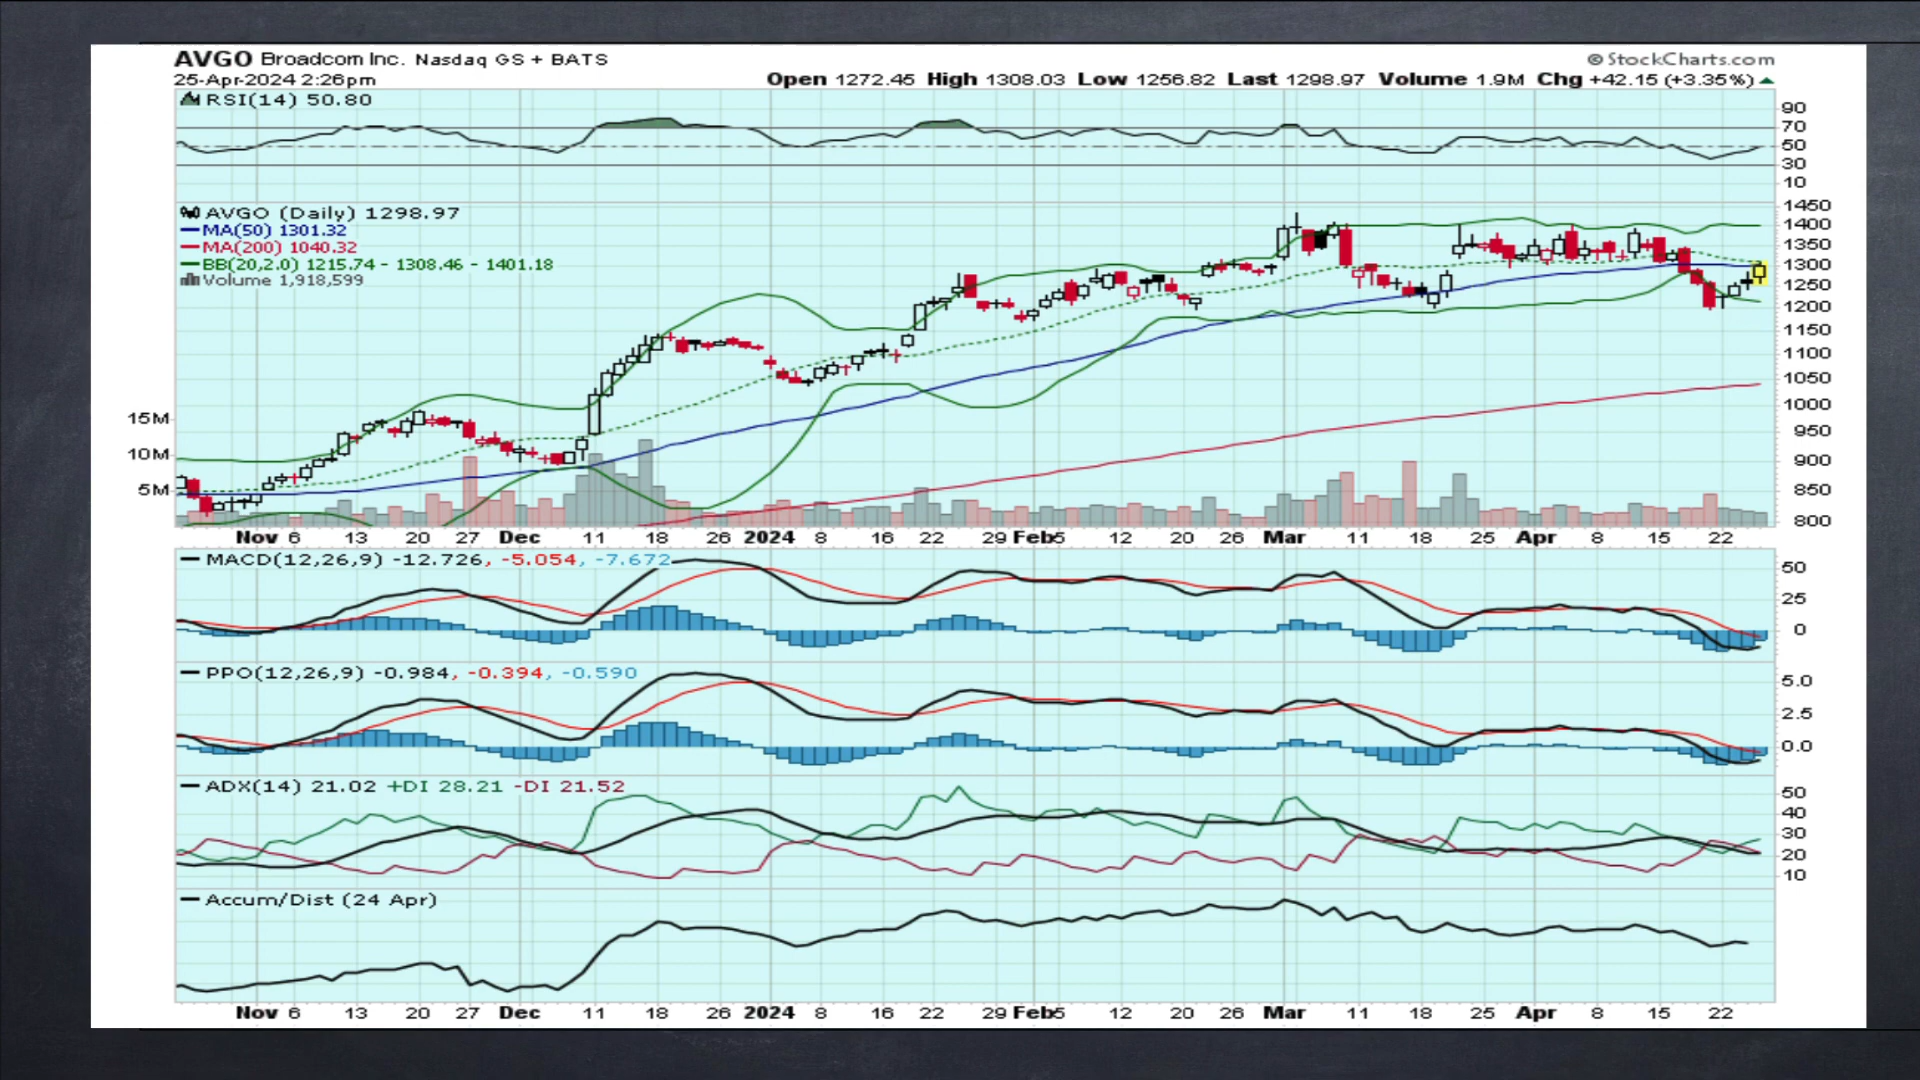 AVGO Broadcom Inc. Nasdaq GS + BATS
© StockCharts.com
25-Apr-2024 2:26pm
Open 1272.45 High 1308.03 Low 1256.82 Last 1298.97 Volume 1.9M Chg +42.15 (+3.35%)
RSI(14) 50.80
90
70
50
30
10
AVGO (Daily) 1298.97
MA(50) 1301.32
MA(200) 1040.32
BB(20,2.0) 1215.74 - 1308.46 - 1401.18
Volume 1,918,599
1450
1400
1350
1300
1250
1200
1150
1100
1050
1000
950
900
850
800
15M
10M
5M
Nov 6 13 20 27 Dec 11 18 26 2024 8 16 22 29 Feb 5 12 20 26 Mar 11 18 25 Apr 8 15 22
MACD(12,26,9) -12.726, -5.054, -7.672
50
25
0
PPO(12,26,9) -0.984, -0.394, -0.590
5.0
2.5
0.0
ADX(14) 21.02 +DI 28.21 -DI 21.52
50
40
30
20
10
Accum/Dist (24 Apr)
Nov 6 13 20 27 Dec 11 18 26 2024 8 16 22 29 Feb 5 12 20 26 Mar 11 18 25 Apr 8 15 22